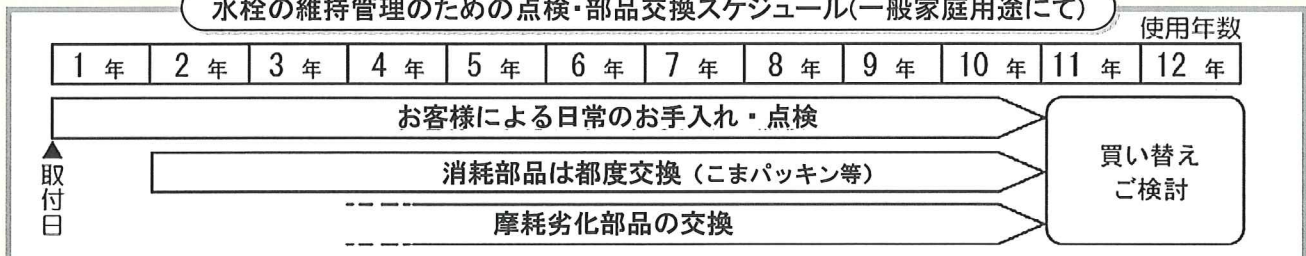 水栓の維持管理のための点検・部品交換スケジュール(一般家庭用途にて)
使用年数
1 年 2 年 3 年 4 年 5 年 6 年 7 年 8 年 9 年 10 年 11 年 12 年
お客様による日常のお手入れ・点検
取付日
消耗部品は都度交換（こまパッキン等）
摩耗劣化部品の交換
買い替え
ご検討